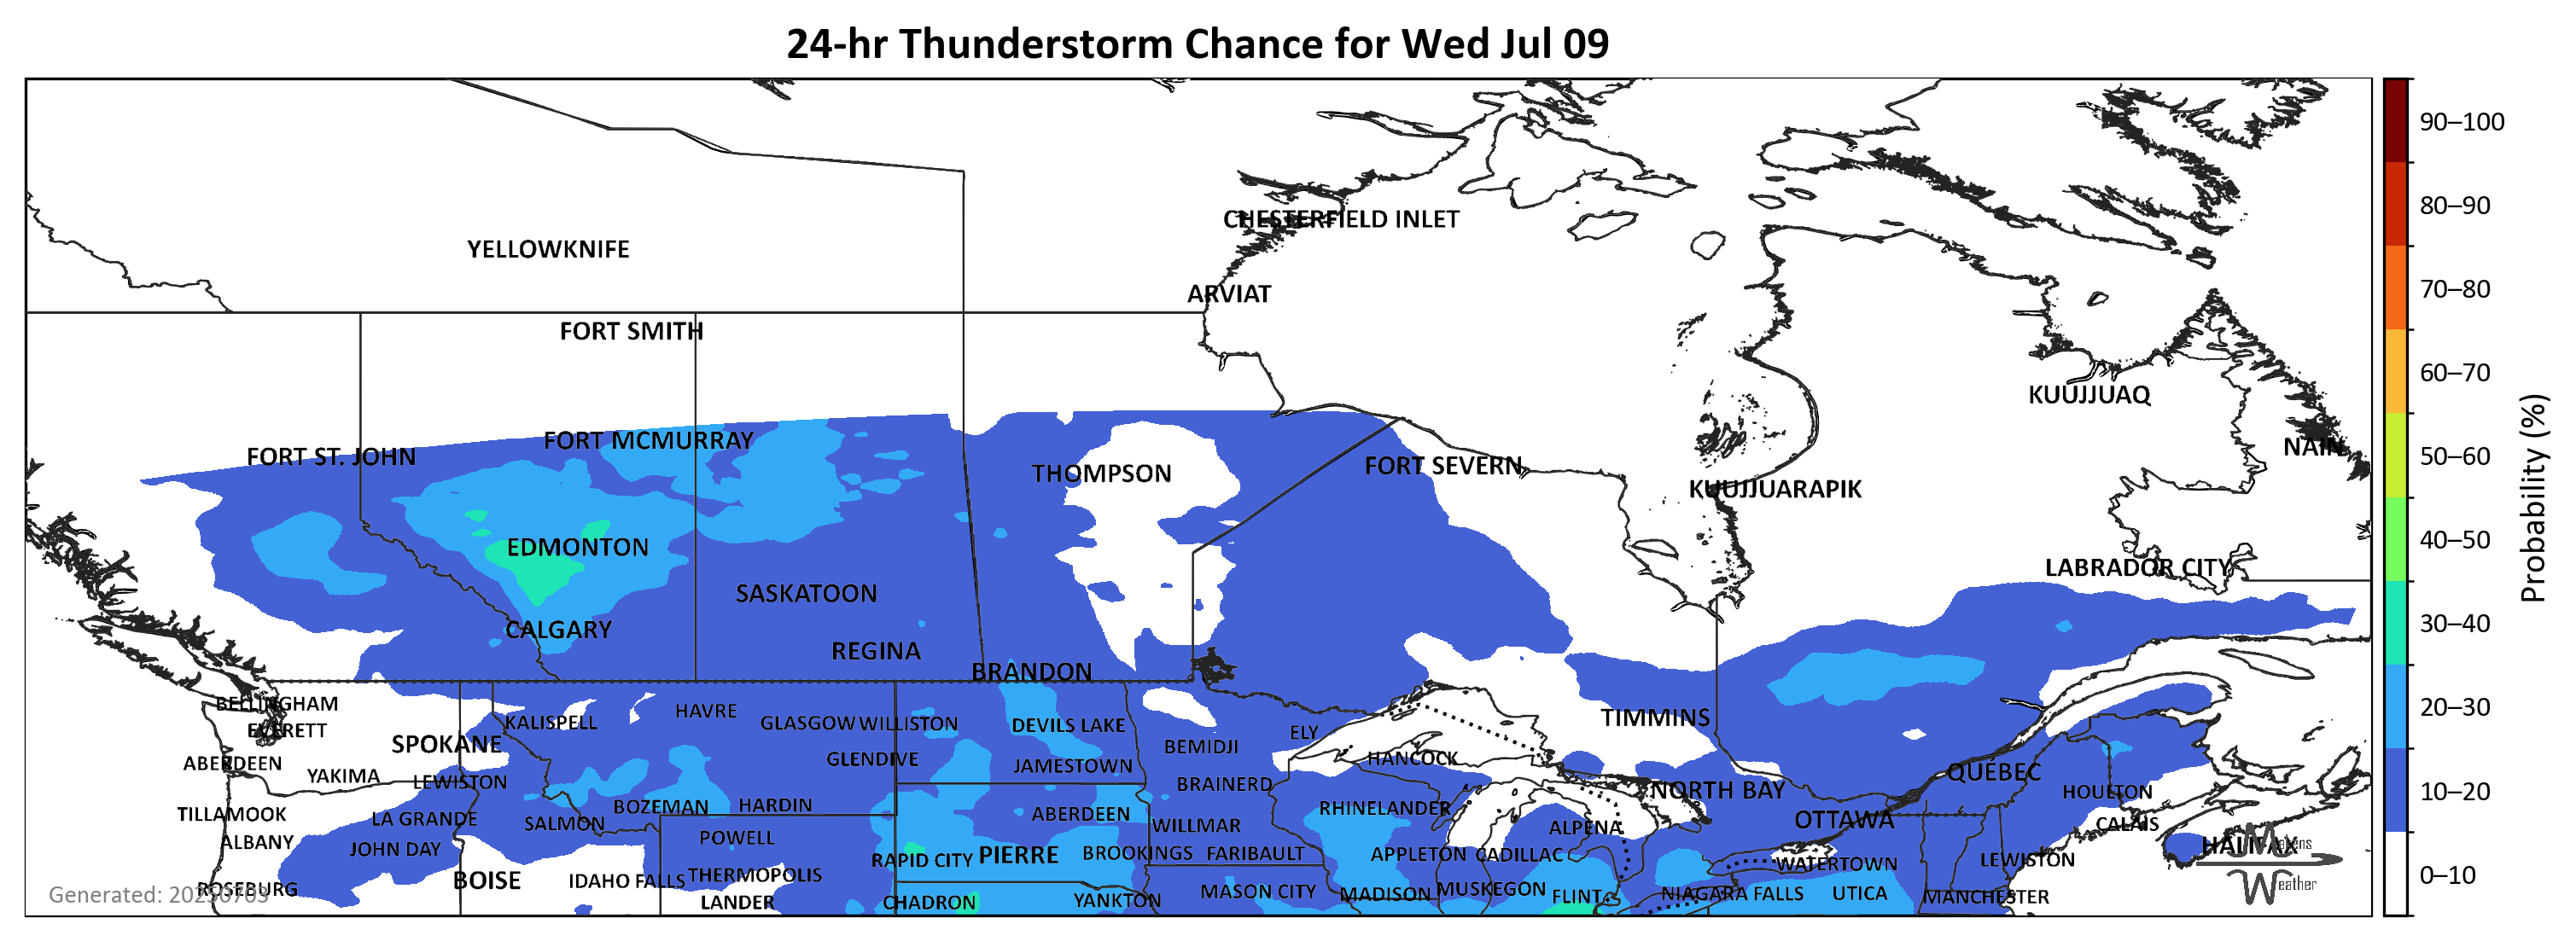 24-hr Thunderstorm Chance for Wed Jul 09
90–100
80–90
70–80
60–70
50–60
40–50
30–40
20–30
10–20
0–10
Probability (%)
CHESTERFIELD INLET
YELLOWKNIFE
ARVIAT
FORT SMITH
KUUJJUAQ
FORT MCMURRAY
NAIN
FORT ST. JOHN
FORT SEVERN
THOMPSON
KUUJJUARAPIK
EDMONTON
LABRADOR CITY
SASKATOON
CALGARY
REGINA
BRANDON
BELLINGHAM
HAVRE
TIMMINS
KALISPELL
GLASGOW
WILLISTON
DEVILS LAKE
EVERETT
ELY
SPOKANE
BEMIDJI
GLENDIVE
HANCOCK
ABERDEEN
JAMESTOWN
QUÉBEC
YAKIMA
LEWISTON
BRAINERD
NORTH BAY
HOULTON
BOZEMAN
HARDIN
RHINELANDER
TILLAMOOK
LA GRANDE
ABERDEEN
OTTAWA
SALMON
WILLMAR
ALPENA
CALAIS
ALBANY
POWELL
HALIFAX
JOHN DAY
RAPID CITY
PIERRE
BROOKINGS
FARIBAULT
APPLETON
CADILLAC
WATERTOWN
LEWISTON
BOISE
IDAHO FALLS
THERMOPOLIS
ROSEBURG
MASON CITY
MADISON
MUSKEGON
FLINT
NIAGARA FALLS
UTICA
MANCHESTER
LANDER
CHADRON
YANKTON
Generated: 20250703
Weather